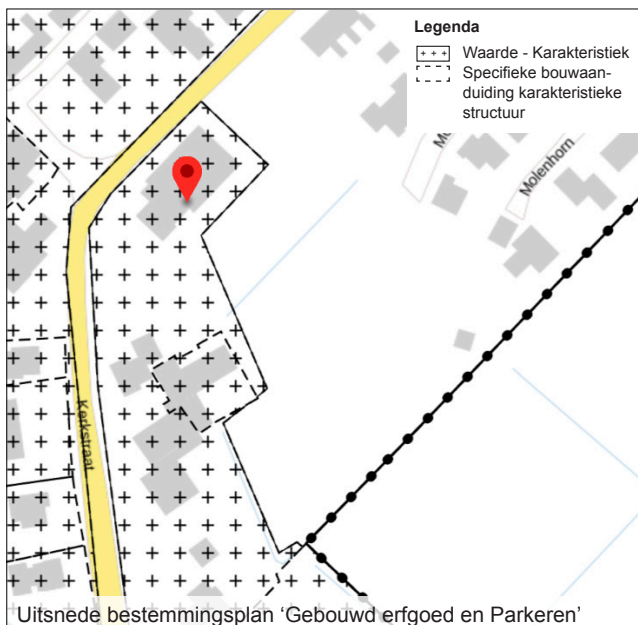 Legenda
Waarde - Karakteristiek
Specifieke bouwaan-
duiding karakteristieke
structuur
Molenhorn
Kerkstraat
Uitsnede bestemmingsplan ‘Gebouwd erfgoed en Parkeren’